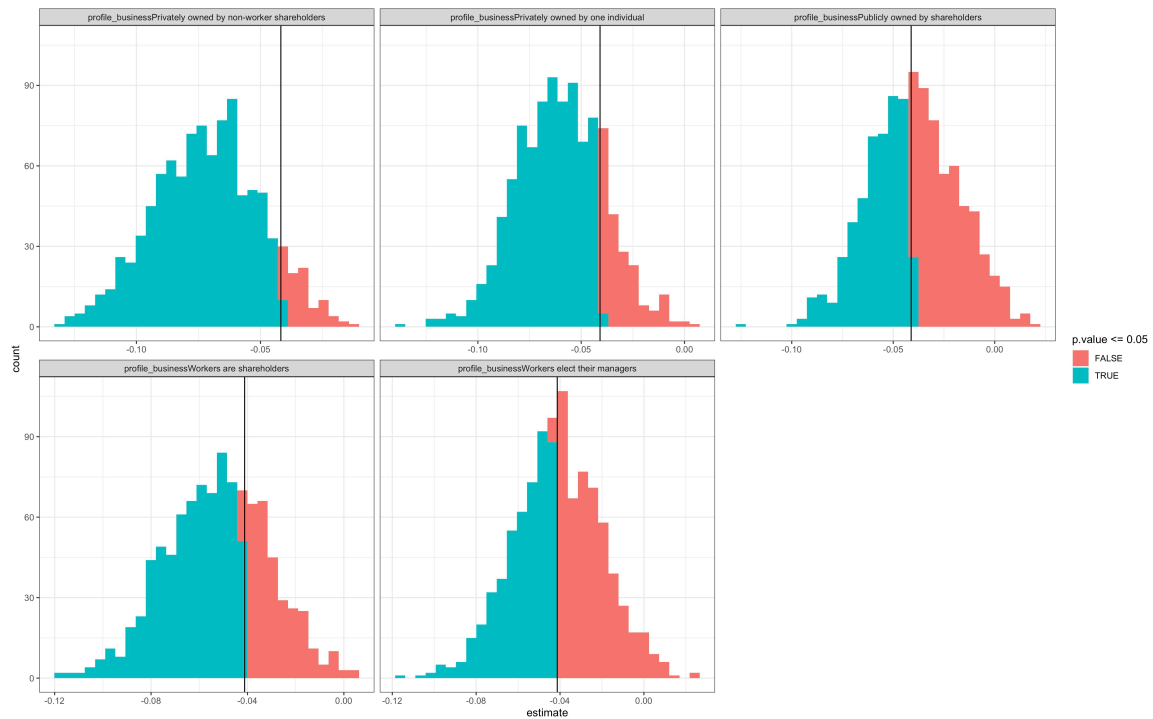 profile_businessPrivately owned by non-worker shareholders
profile_businessPrivately owned by one individual
profile_businessPublicly owned by shareholders
90
60
30
0
-0.10
-0.05
-0.10
-0.05
0.00
-0.10
-0.05
0.00
count
profile_businessWorkers are shareholders
profile_businessWorkers elect their managers
90
60
30
0
-0.12
-0.08
-0.04
0.00
-0.12
-0.08
-0.04
0.00
estimate
p.value <= 0.05
FALSE
TRUE